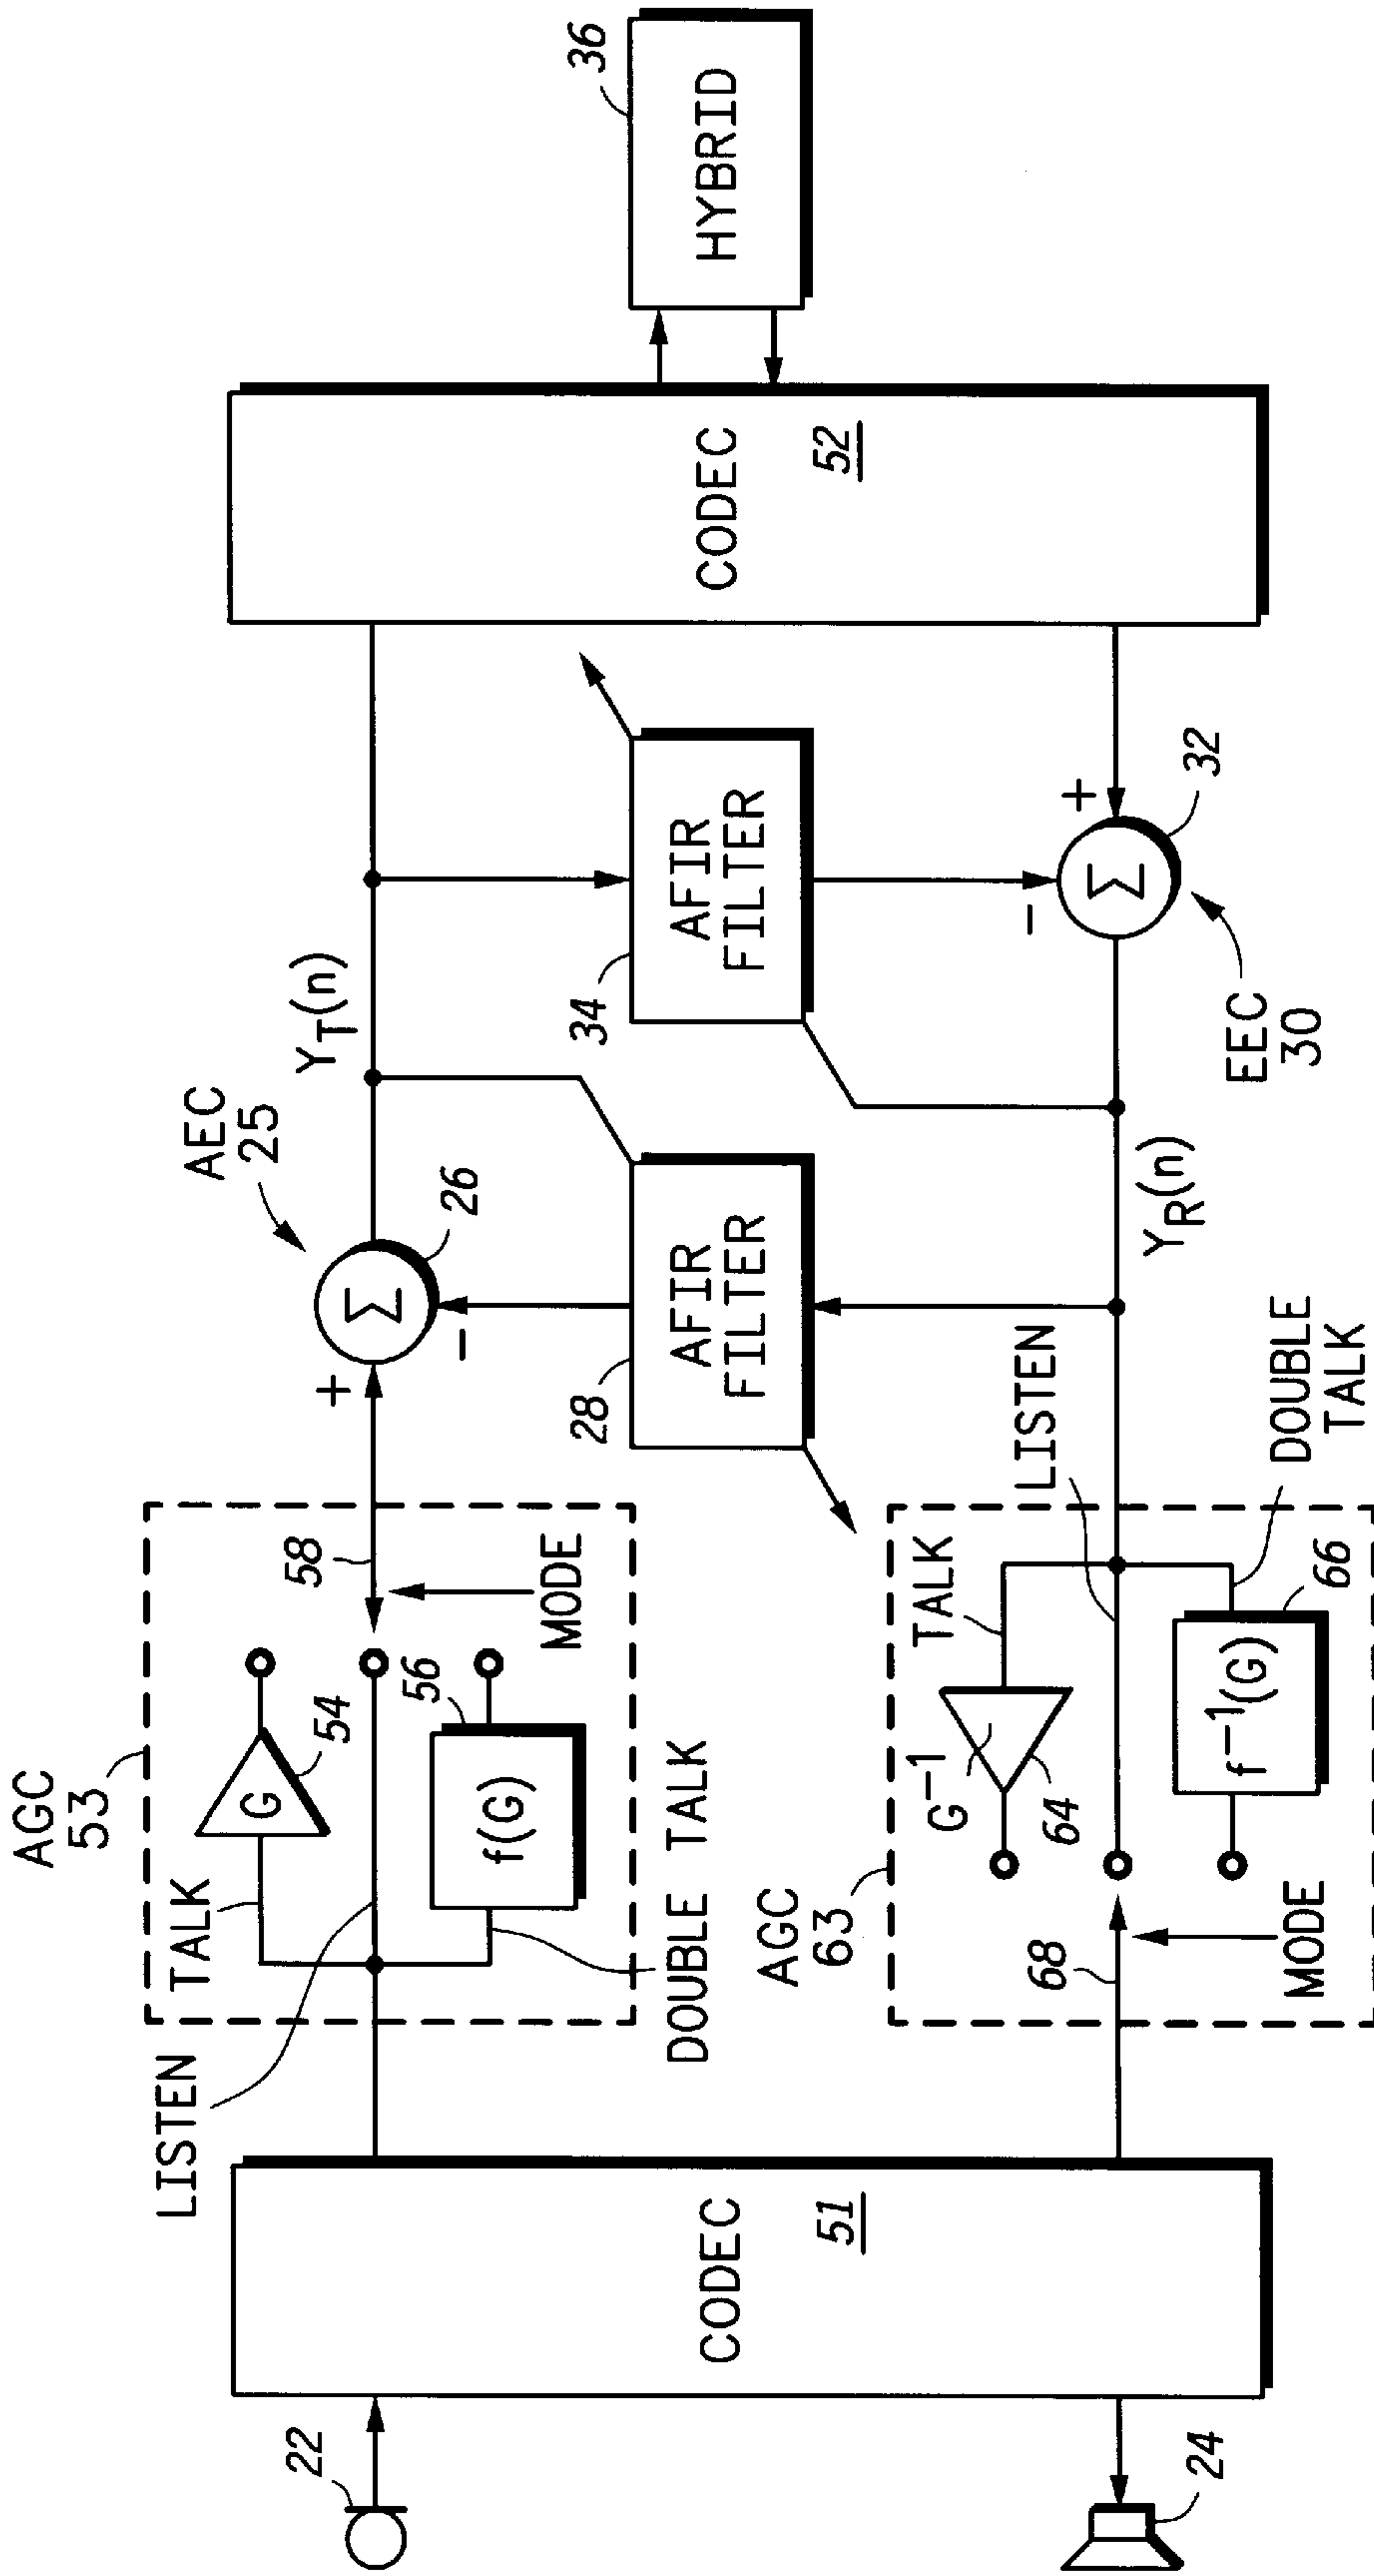 22
CODEC
51
24
LISTEN
AGC
53
TALK
G
54
f(G)
56
58
MODE
DOUBLE TALK
AGC
63
68
MODE
TALK
G⁻¹
64
LISTEN
f⁻¹(G)
66
DOUBLE
TALK
AEC
25
+
Σ
26
-
28
AFIR
FILTER
Y_T(n)
Y_R(n)
34
AFIR
FILTER
-
+
Σ
32
EEC
30
CODEC
52
36
HYBRID